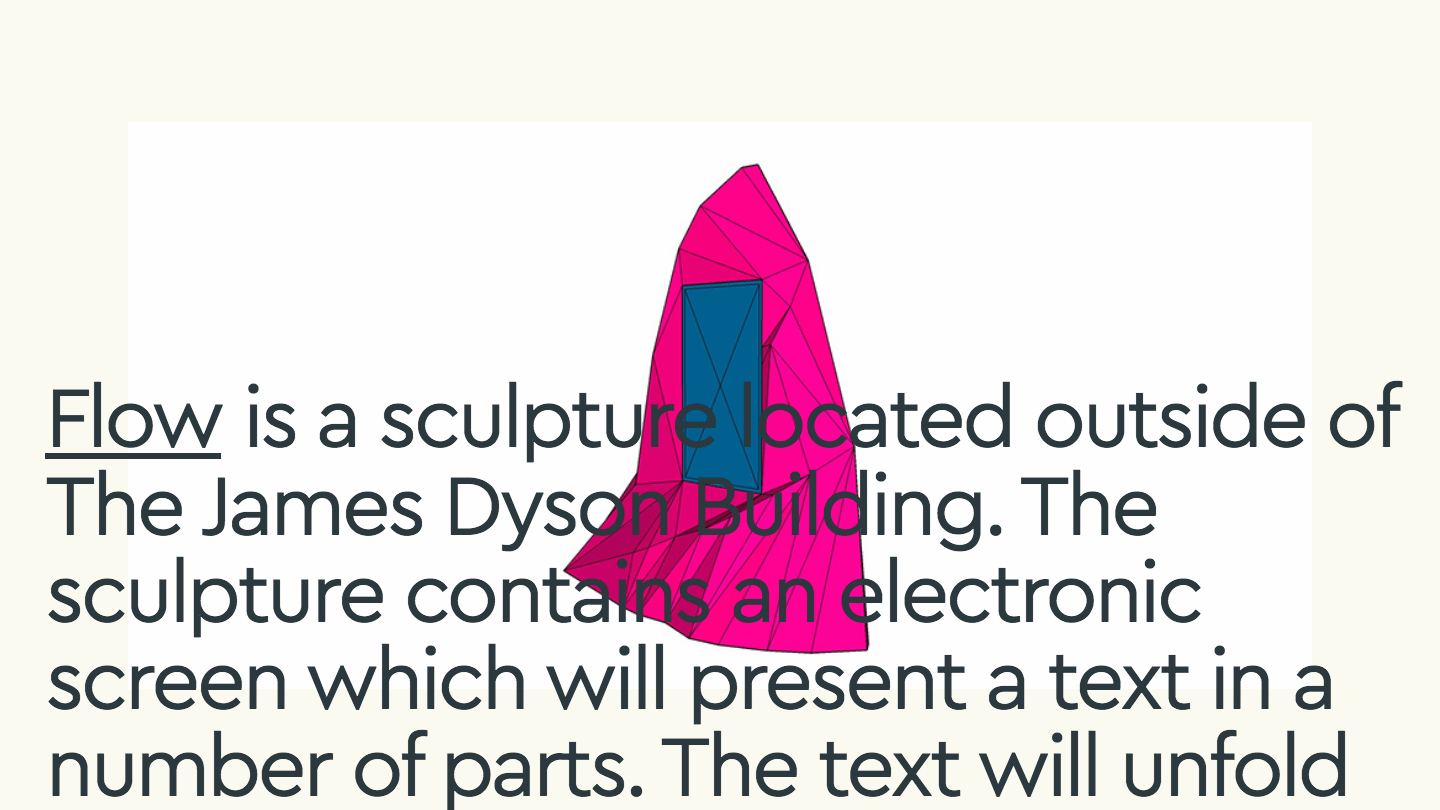 Flow is a sculpture located outside of
The James Dyson Building. The
sculpture contains an electronic
screen which will present a text in a
number of parts. The text will unfold